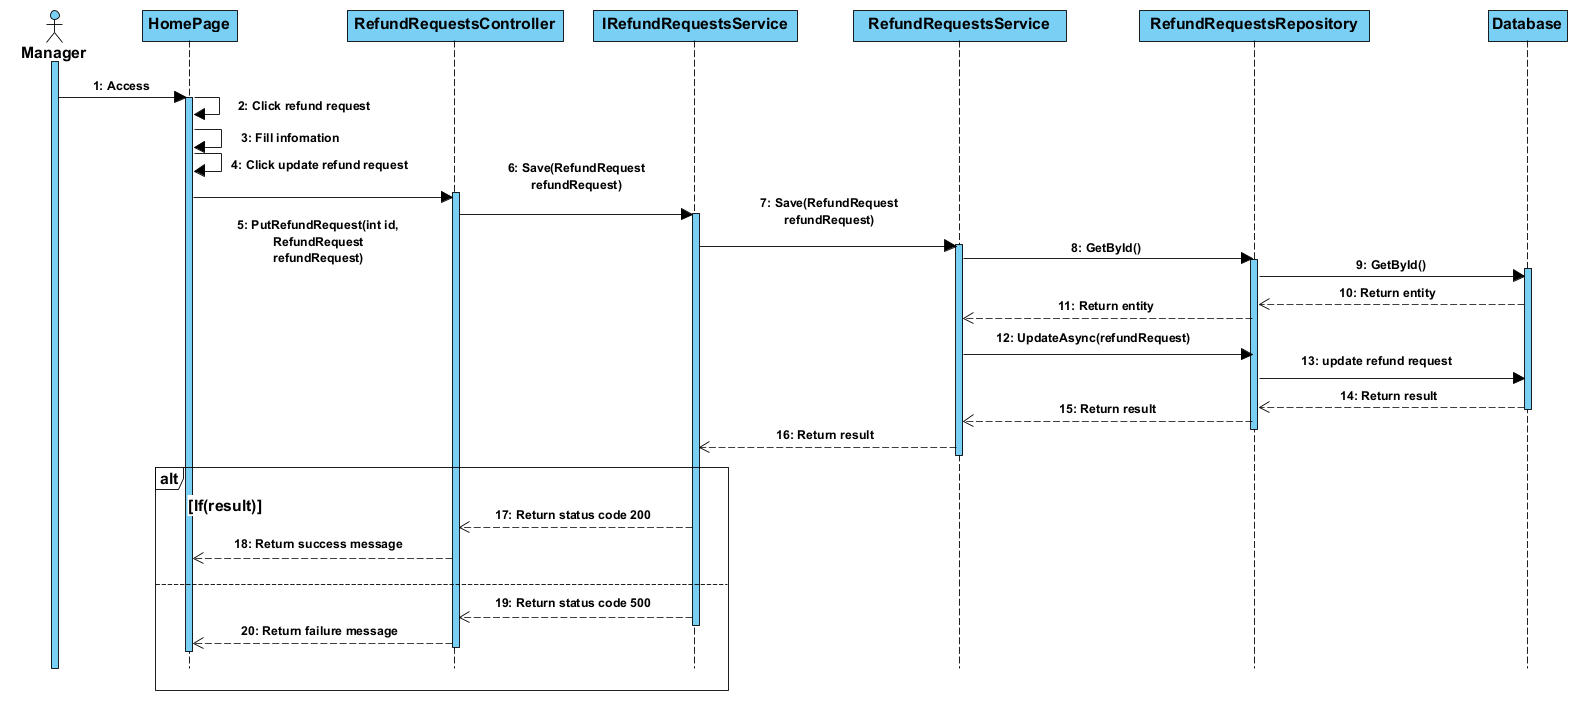 HomePage
RefundRequestsController
IRefundRequestsService
RefundRequestsService
RefundRequestsRepository
Database
Manager
1: Access
2: Click refund request
3: Fill infomation
4: Click update refund request
6: Save(RefundRequest
refundRequest)
7: Save(RefundRequest
refundRequest)
5: PutRefundRequest(int id,
RefundRequest
refundRequest)
8: GetById()
9: GetById()
10: Return entity
11: Return entity
12: UpdateAsync(refundRequest)
13: update refund request
14: Return result
15: Return result
16: Return result
alt
[If(result)]
17: Return status code 200
18: Return success message
19: Return status code 500
20: Return failure message